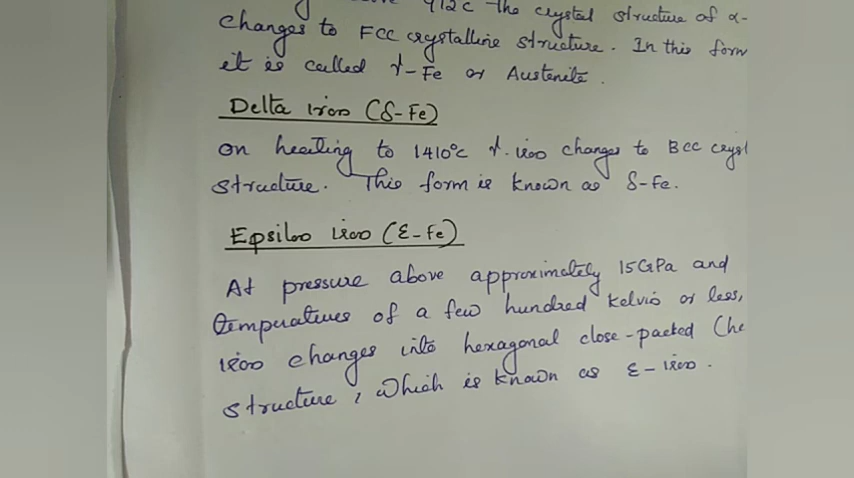 912c the crystal structure of α-
changes to FCC crystalline structure. In this form
it is called γ-Fe or Austenite.
Delta iron (δ-Fe)
on heating to 1410°c γ-iron changes to BCC cryst
structure. This form is known as δ-Fe.
Epsilon iron (ε-Fe)
At pressure above approximately 15GPa and
temperatures of a few hundred kelvin or less,
iron changes into hexagonal close-packed (hc
structure, which is known as ε-iron.